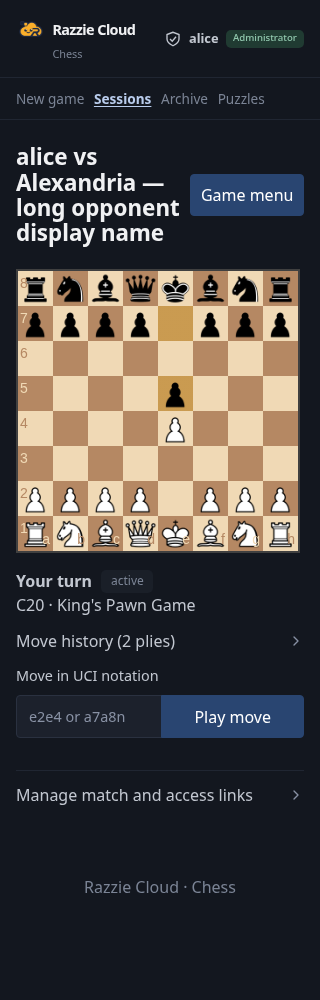 Razzie Cloud
Chess
alice Administrator
New game Sessions Archive Puzzles
alice vs
Alexandria —
long opponent
display name
Game menu
8
7
6
5
4
3
2
1
a b c d e f g h
Your turn active
C20 · King's Pawn Game
Move history (2 plies)
Move in UCI notation
e2e4 or a7a8n Play move
Manage match and access links
Razzie Cloud · Chess